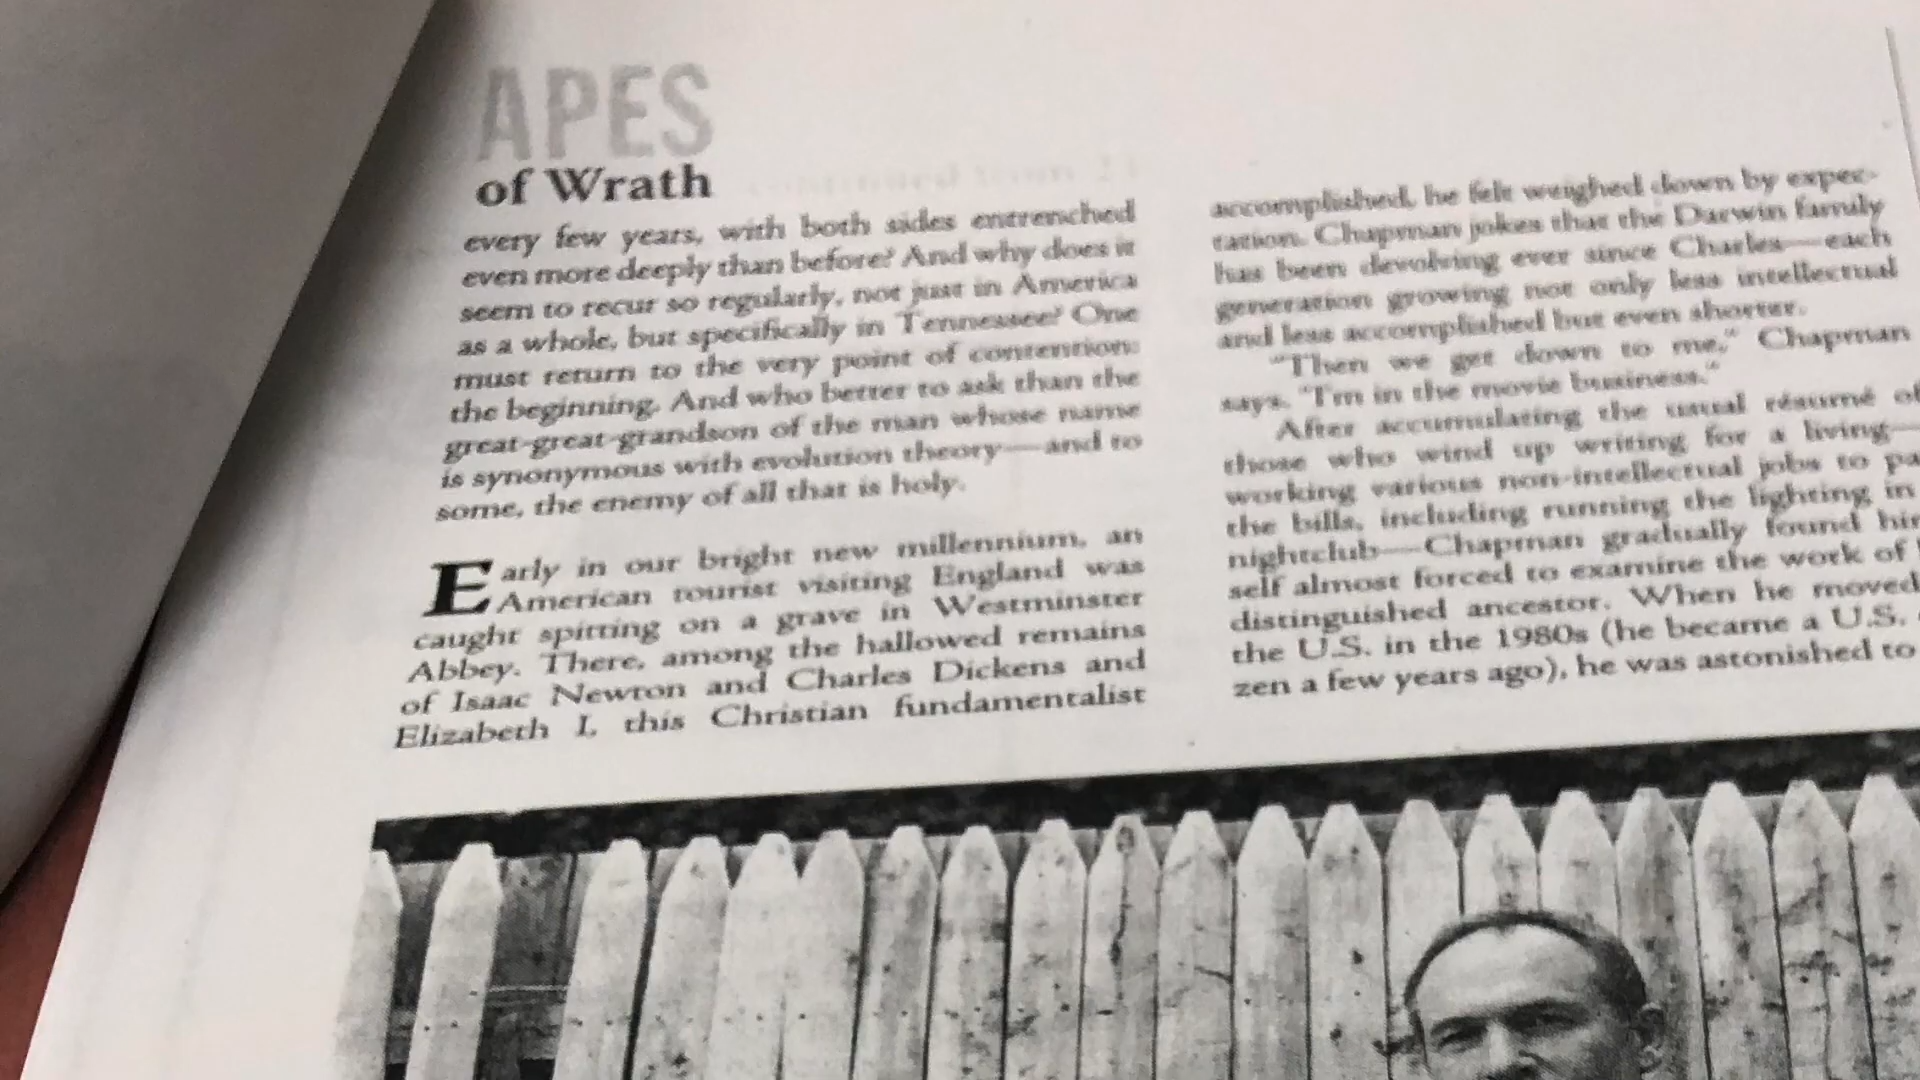 APES
of Wrath
every few years, with both sides entrenched
even more deeply than before? And why does it
seem to recur so regularly, not just in America
as a whole, but specifically in Tennessee? One
must return to the very point of contention:
the beginning. And who better to ask than the
great-great-grandson of the man whose name
is synonymous with evolution theory—and to
some, the enemy of all that is holy.
Early in our bright new millennium, an
American tourist visiting England was
caught spitting on a grave in Westminster
Abbey. There, among the hallowed remains
of Isaac Newton and Charles Dickens and
Elizabeth I, this Christian fundamentalist
accomplished, he felt weighed down by expec-
tation. Chapman jokes that the Darwin family
has been devolving ever since Charles—each
generation growing not only less intellectual
and less accomplished but even shorter.
"Then we get down to me," Chapman
says. "I'm in the movie business."
After accumulating the usual résumé of
those who wind up writing for a living—
working various non-intellectual jobs to pa
the bills, including running the lighting in
nightclub—Chapman gradually found him
self almost forced to examine the work of
distinguished ancestor. When he moved
the U.S. in the 1980s (he became a U.S.
zen a few years ago), he was astonished to